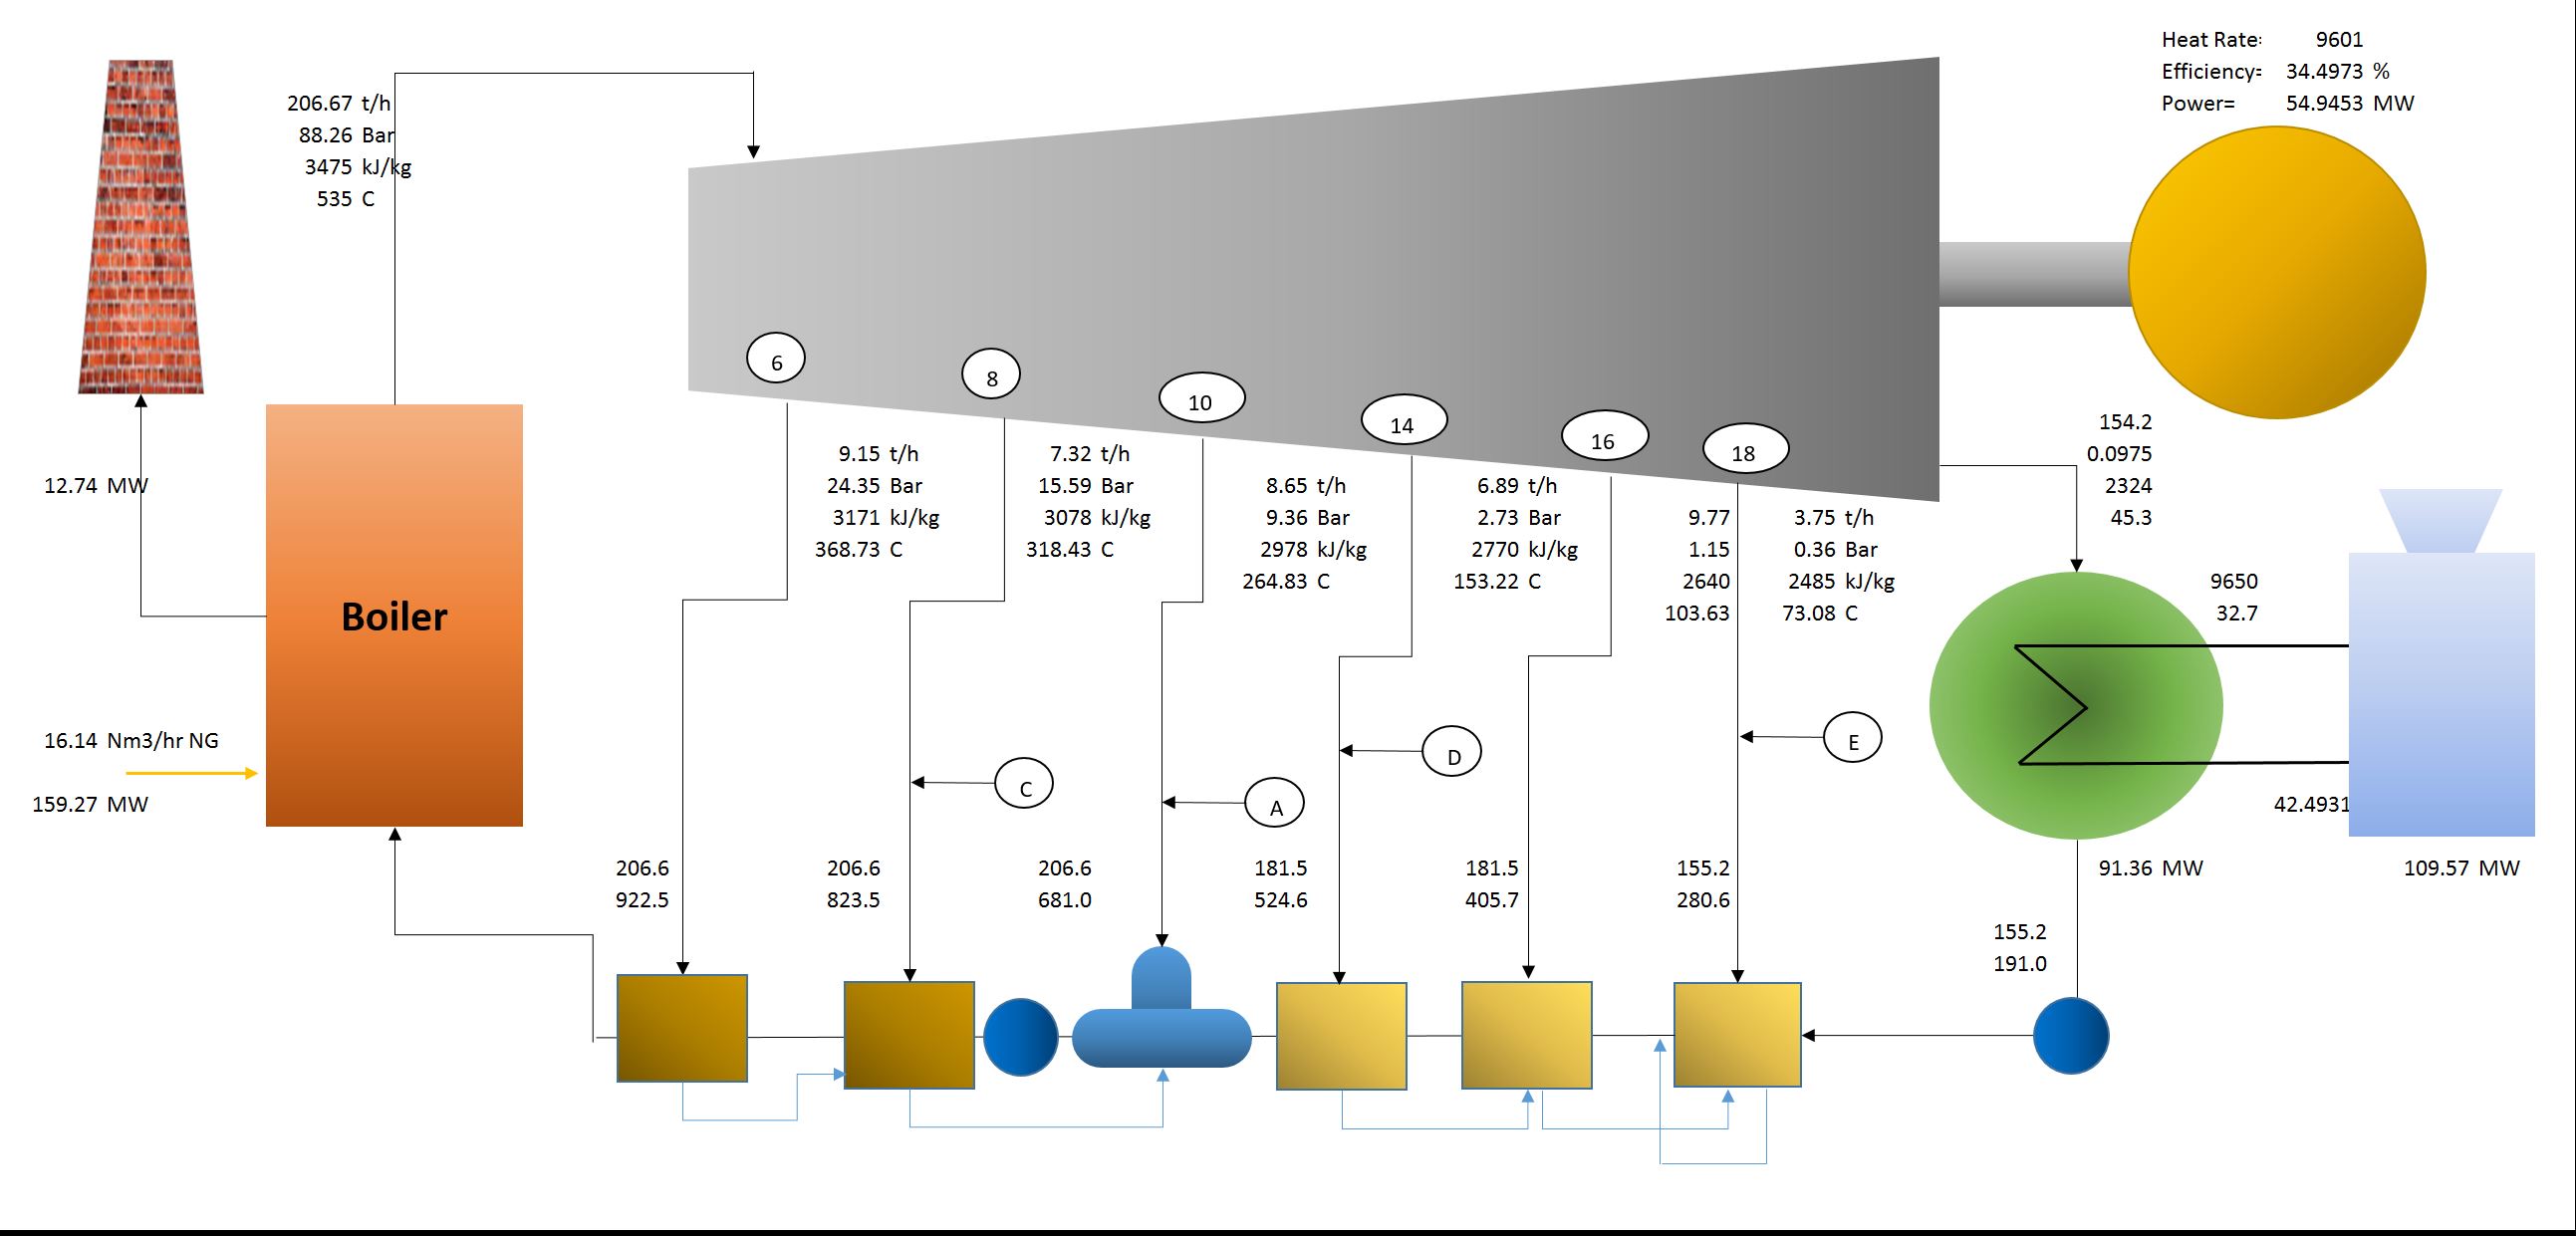 Heat Rate: 9601
Efficiency= 34.4973 %
Power= 54.9453 MW
206.67 t/h
88.26 Bar
3475 kJ/kg
535 C
6
8
10
14
16
18
9.15 t/h
24.35 Bar
3171 kJ/kg
368.73 C
7.32 t/h
15.59 Bar
3078 kJ/kg
318.43 C
8.65 t/h
9.36 Bar
2978 kJ/kg
264.83 C
6.89 t/h
2.73 Bar
2770 kJ/kg
153.22 C
9.77
1.15
2640
103.63
3.75 t/h
0.36 Bar
2485 kJ/kg
73.08 C
154.2
0.0975
2324
45.3
12.74 MW
Boiler
9650
32.7
16.14 Nm3/hr NG
159.27 MW
C
A
D
E
42.4931
206.6
922.5
206.6
823.5
206.6
681.0
181.5
524.6
181.5
405.7
155.2
280.6
91.36 MW
109.57 MW
155.2
191.0